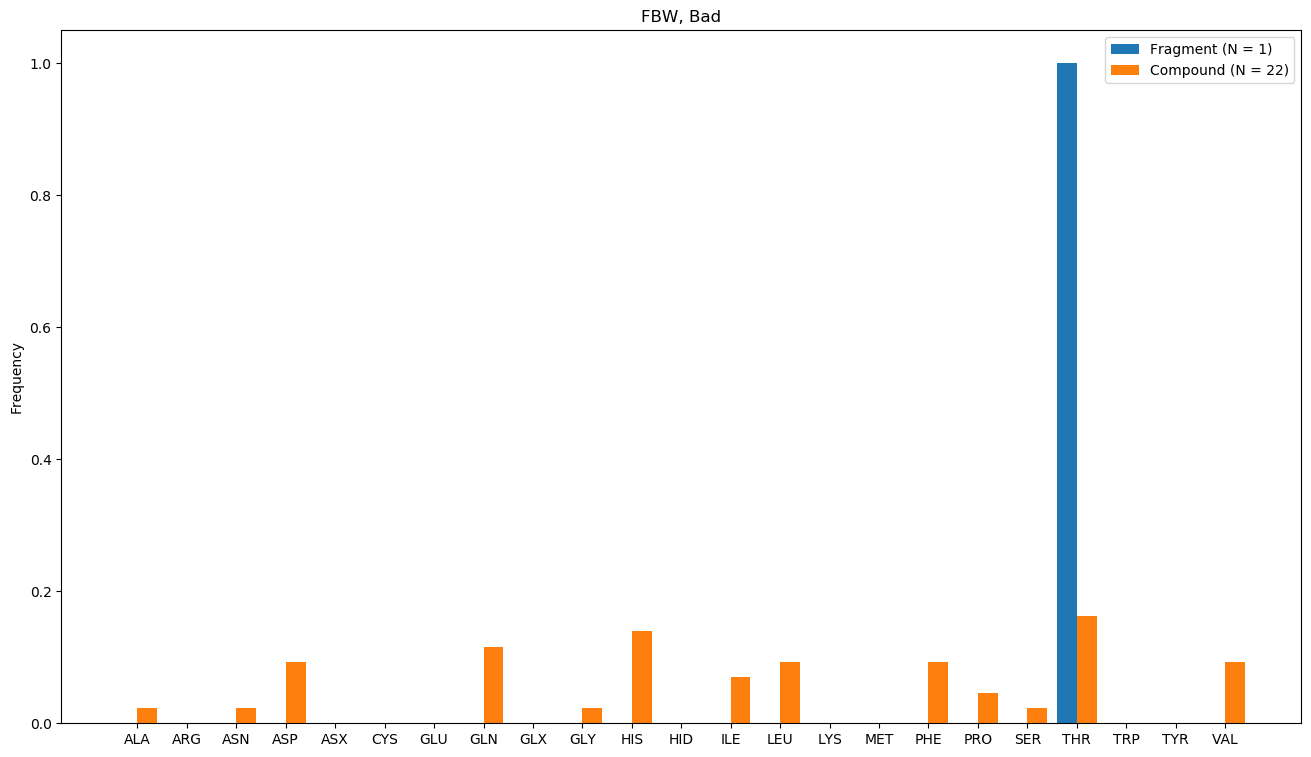 FBW, Bad
Fragment (N = 1)
Compound (N = 22)
Frequency
1.0
0.8
0.6
0.4
0.2
0.0
ALA ARG ASN ASP ASX CYS GLU GLN GLX GLY HIS HID ILE LEU LYS MET PHE PRO SER THR TRP TYR VAL